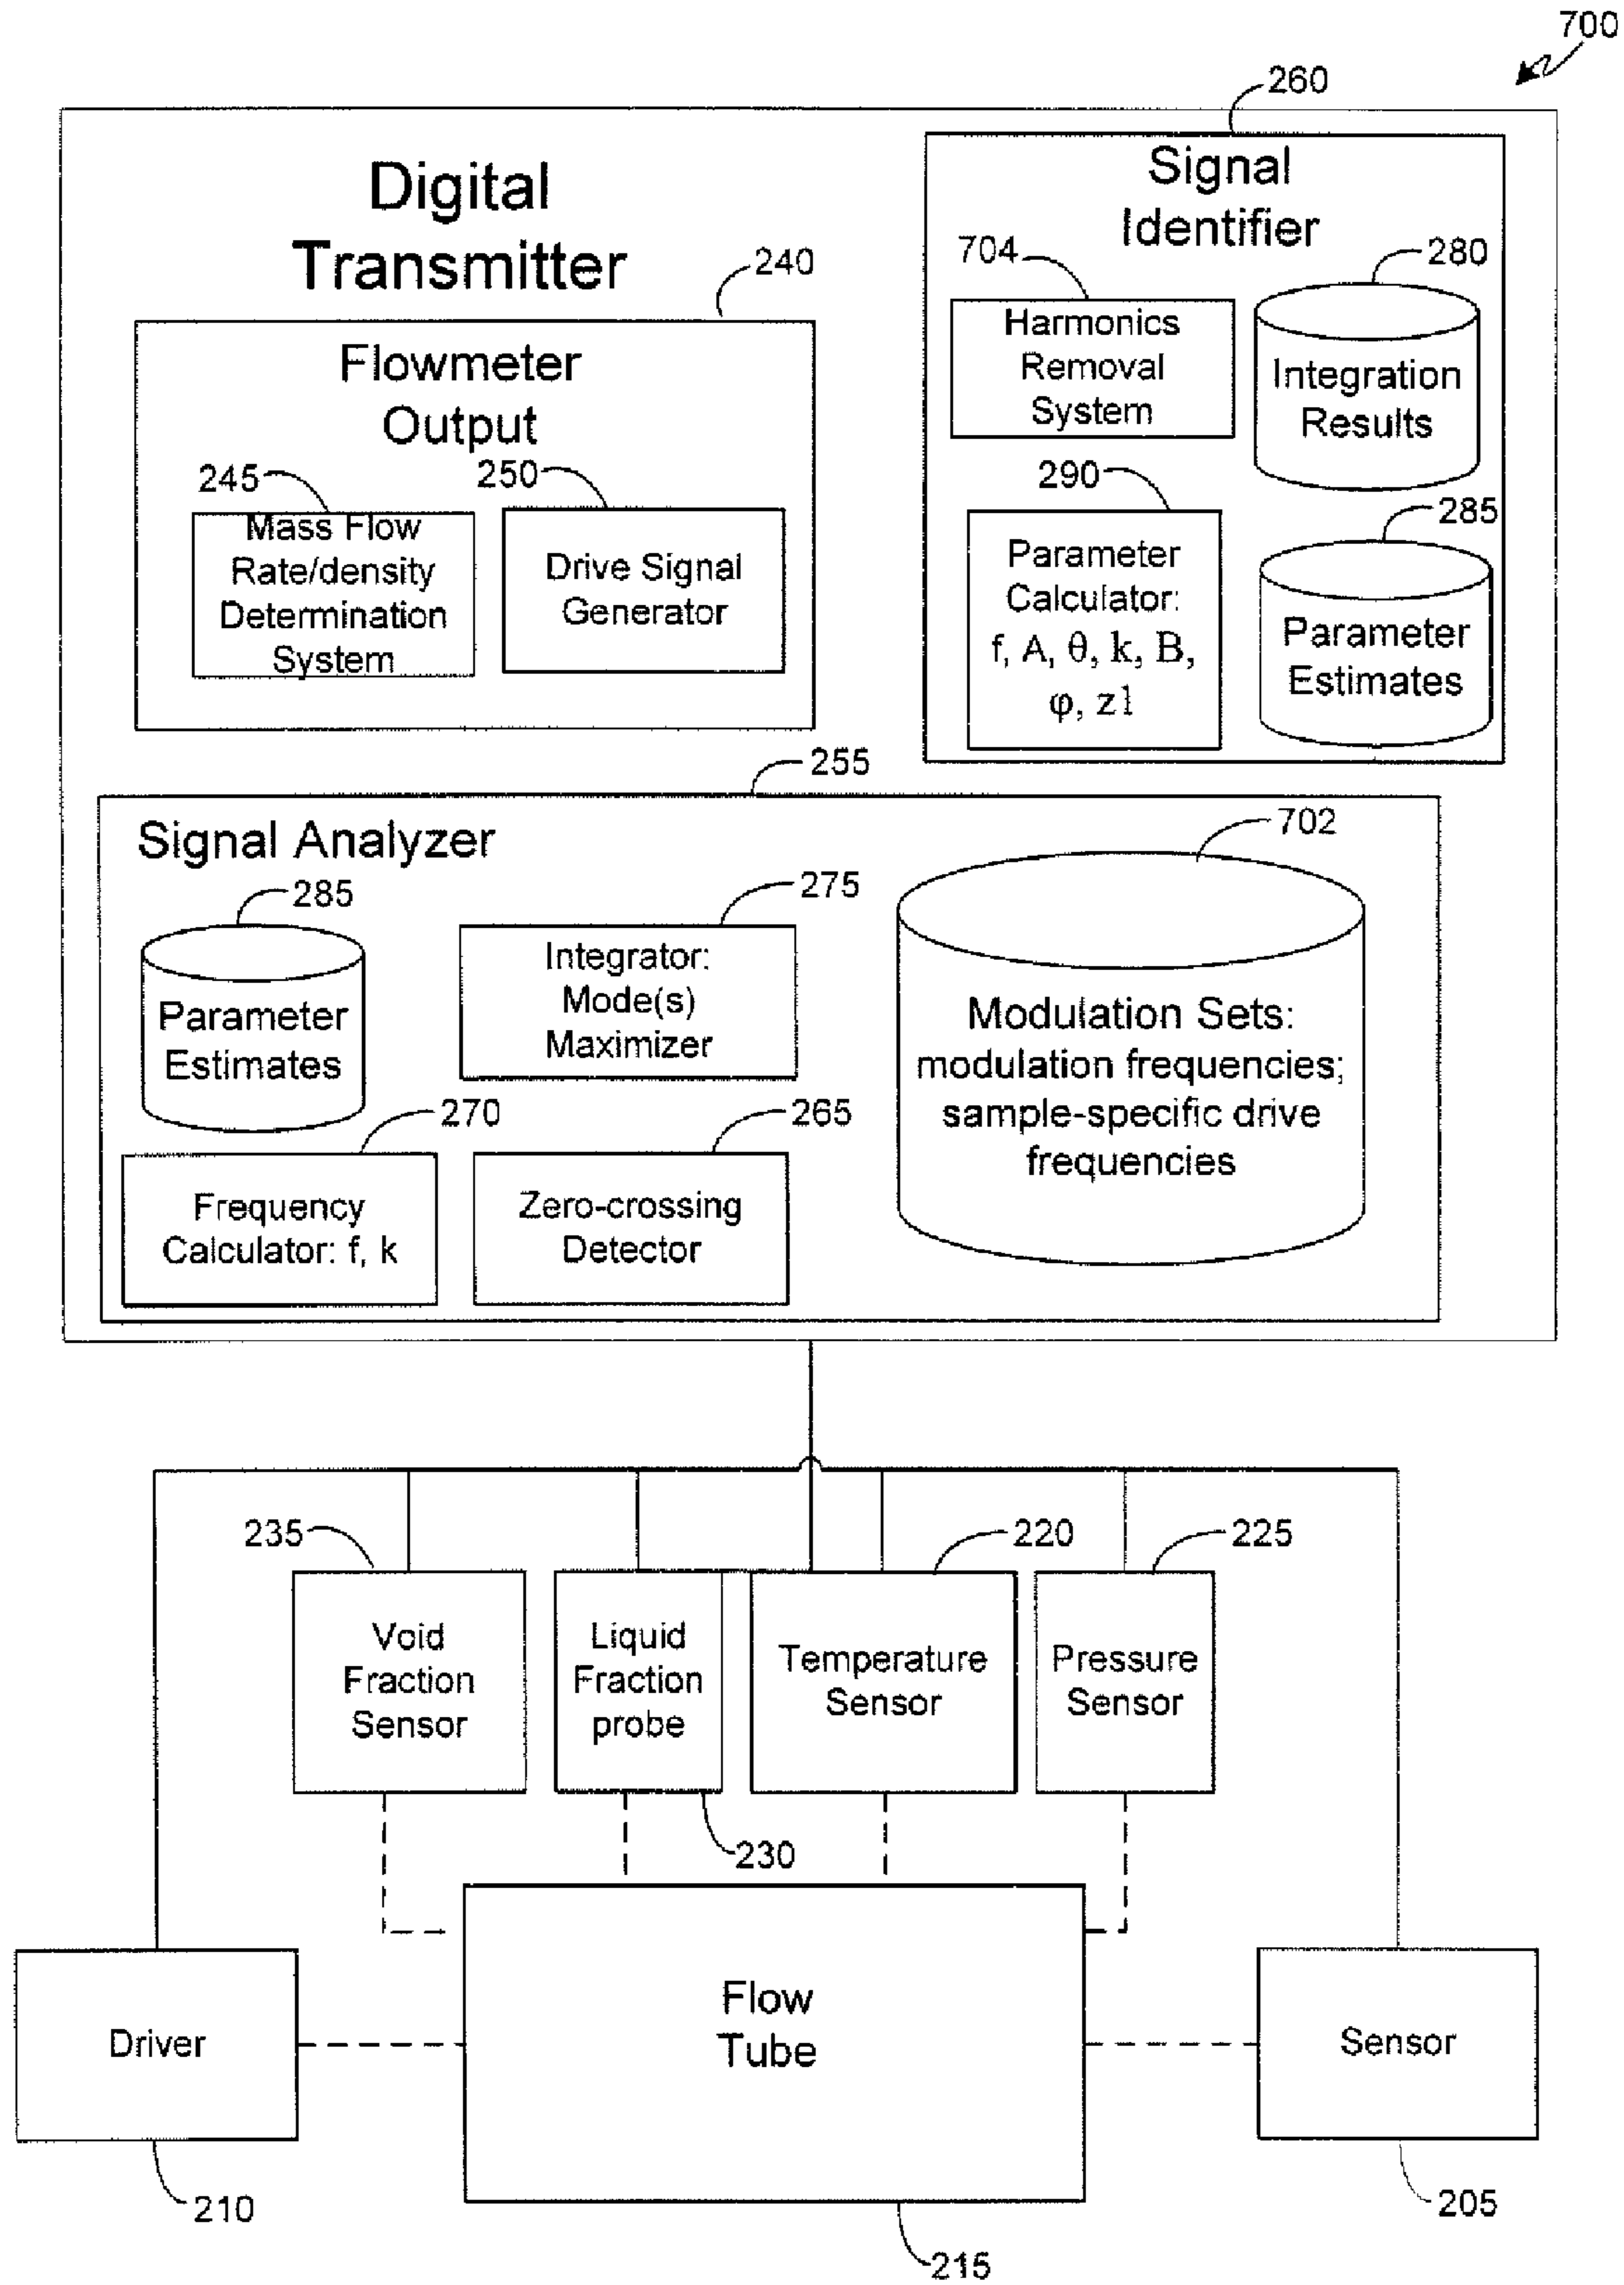 700
260
Digital
Transmitter
240
Flowmeter
Output
245
250
Mass Flow
Rate/density
Determination
System
Drive Signal
Generator
Signal
Identifier
704
280
Harmonics
Removal
System
Integration
Results
290
285
Parameter
Calculator:
f, A, θ, k, B,
φ, z1
Parameter
Estimates
255
Signal Analyzer
702
285
275
Parameter
Estimates
Integrator:
Mode(s)
Maximizer
Modulation Sets:
modulation frequencies;
sample-specific drive
frequencies
270
265
Frequency
Calculator: f, k
Zero-crossing
Detector
235
220
225
Void
Fraction
Sensor
Liquid
Fraction
probe
Temperature
Sensor
Pressure
Sensor
230
Driver
Flow
Tube
Sensor
210
205
215